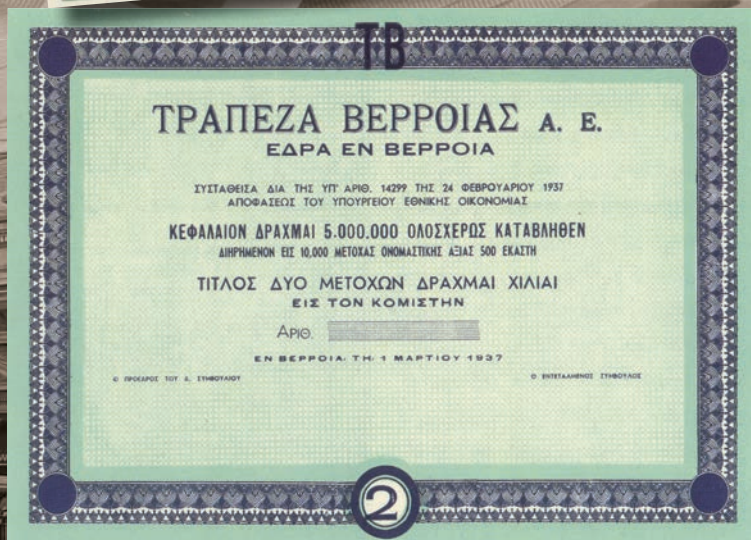 ΤΒ
ΤΡΑΠΕΖΑ ΒΕΡΡΟΙΑΣ Α. Ε.
ΕΔΡΑ ΕΝ ΒΕΡΡΟΙΑ
ΣΥΣΤΑΘΕΙΣΑ ΔΙΑ ΤΗΣ ΥΠ' ΑΡΙΘ. 14299 ΤΗΣ 24 ΦΕΒΡΟΥΑΡΙΟΥ 1937
ΑΠΟΦΑΣΕΩΣ ΤΟΥ ΥΠΟΥΡΓΕΙΟΥ ΕΘΝΙΚΗΣ ΟΙΚΟΝΟΜΙΑΣ
ΚΕΦΑΛΑΙΟΝ ΔΡΑΧΜΑΙ 5.000.000 ΟΛΟΣΧΕΡΩΣ ΚΑΤΑΒΛΗΘΕΝ
ΔΙΗΡΗΜΕΝΟΝ ΕΙΣ 10,000 ΜΕΤΟΧΑΣ ΟΝΟΜΑΣΤΙΚΗΣ ΑΞΙΑΣ 500 ΕΚΑΣΤΗ
ΤΙΤΛΟΣ ΔΥΟ ΜΕΤΟΧΩΝ ΔΡΑΧΜΑΙ ΧΙΛΙΑΙ
ΕΙΣ ΤΟΝ ΚΟΜΙΣΤΗΝ
ΑΡΙΘ.
ΕΝ ΒΕΡΡΟΙΑ· ΤΗ· 1 ΜΑΡΤΙΟΥ 1937
Ο ΠΡΟΕΔΡΟΣ ΤΟΥ Δ. ΣΥΜΒΟΥΛΙΟΥ
Ο ΕΝΤΕΤΑΛΜΕΝΟΣ ΣΥΜΒΟΥΛΟΣ
2